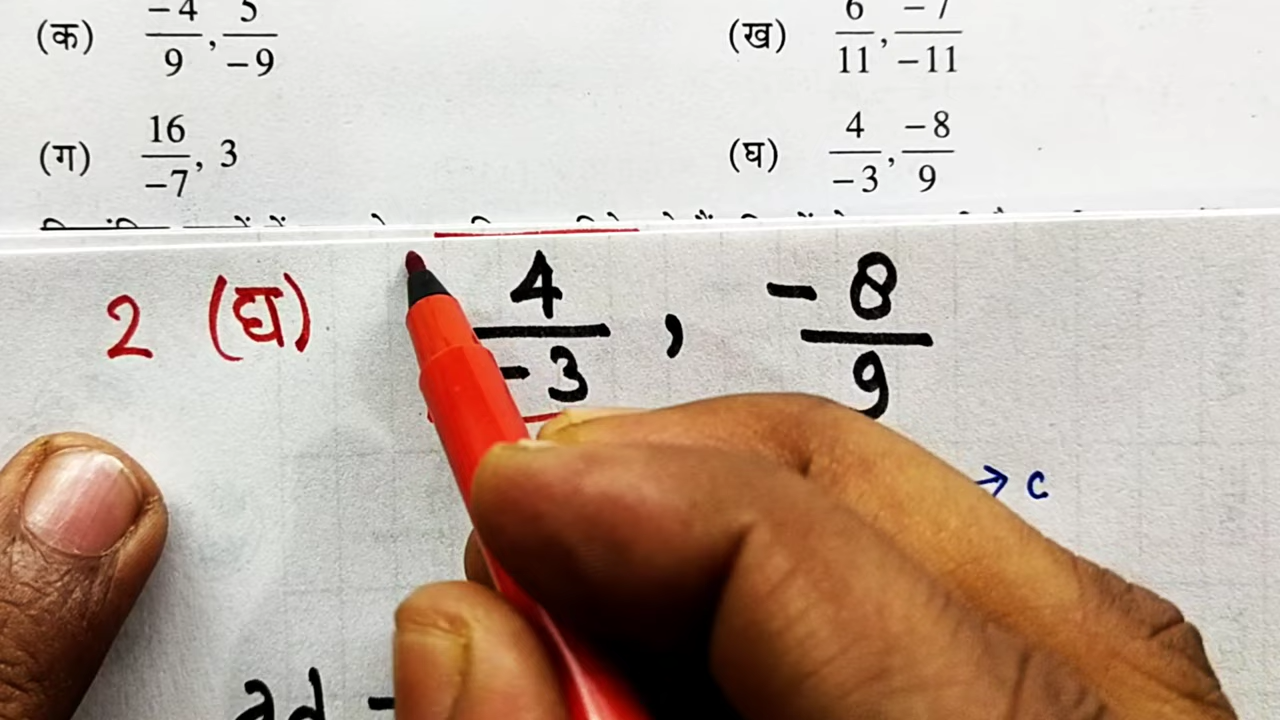 (क) -4/9, 5/-9 (ख) 6/11, -7/-11
(ग) 16/-7, 3 (घ) 4/-3, -8/9
2 (घ) 4/-3 , -8/9
→ c
ad -